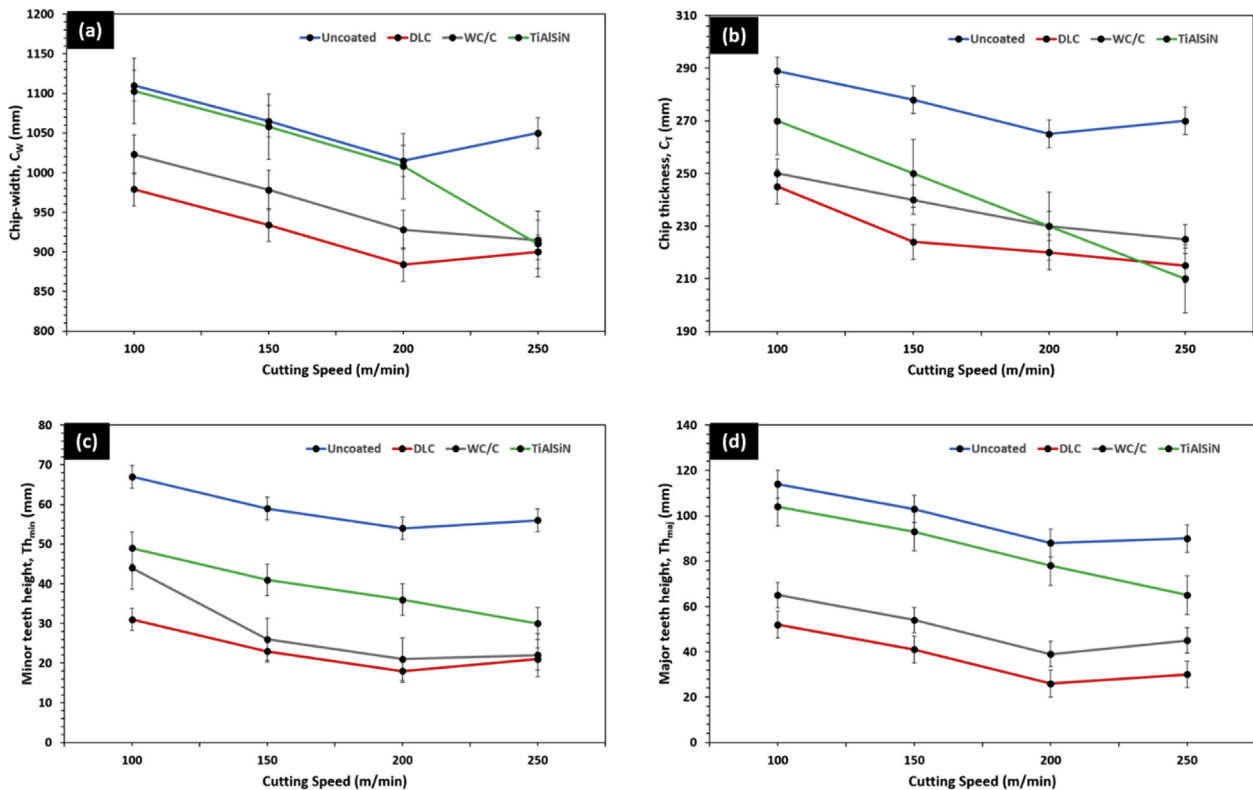 (a)
Uncoated DLC WC/C TiAlSiN
Chip-width, C_W (mm)
1200
1150
1100
1050
1000
950
900
850
800
100 150 200 250
Cutting Speed (m/min)
(b)
Uncoated DLC WC/C TiAlSiN
Chip thickness, C_T (mm)
310
290
270
250
230
210
190
100 150 200 250
Cutting Speed (m/min)
(c)
Uncoated DLC WC/C TiAlSiN
Minor teeth height, Th_min (mm)
80
70
60
50
40
30
20
10
0
100 150 200 250
Cutting Speed (m/min)
(d)
Uncoated DLC WC/C TiAlSiN
Major teeth height, Th_maj (mm)
140
120
100
80
60
40
20
0
100 150 200 250
Cutting Speed (m/min)